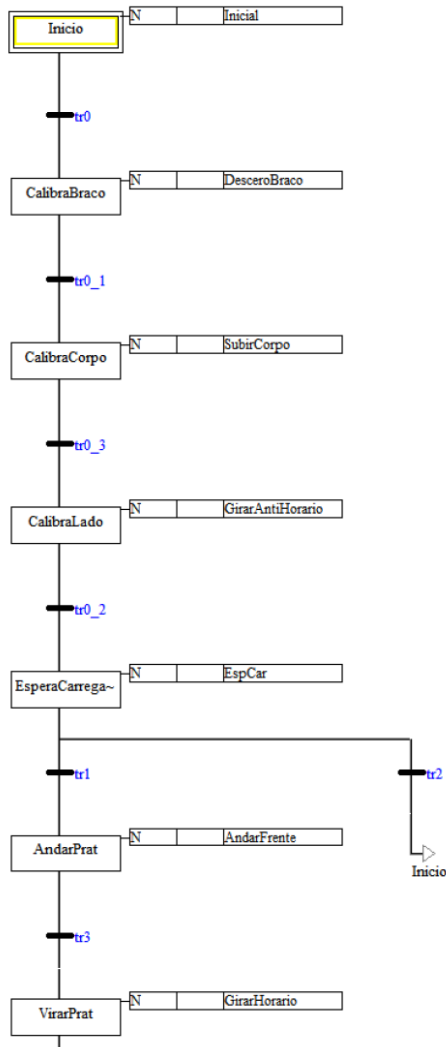 Inicio
N Inicial
tr0
CalibraBraco
N DesceroBraco
tr0_1
CalibraCorpo
N SubirCorpo
tr0_3
CalibraLado
N GirarAntiHorario
tr0_2
EsperaCarrega~
N EspCar
tr1
tr2
AndarPrat
N AndarFrente
Inicio
tr3
VirarPrat
N GirarHorario